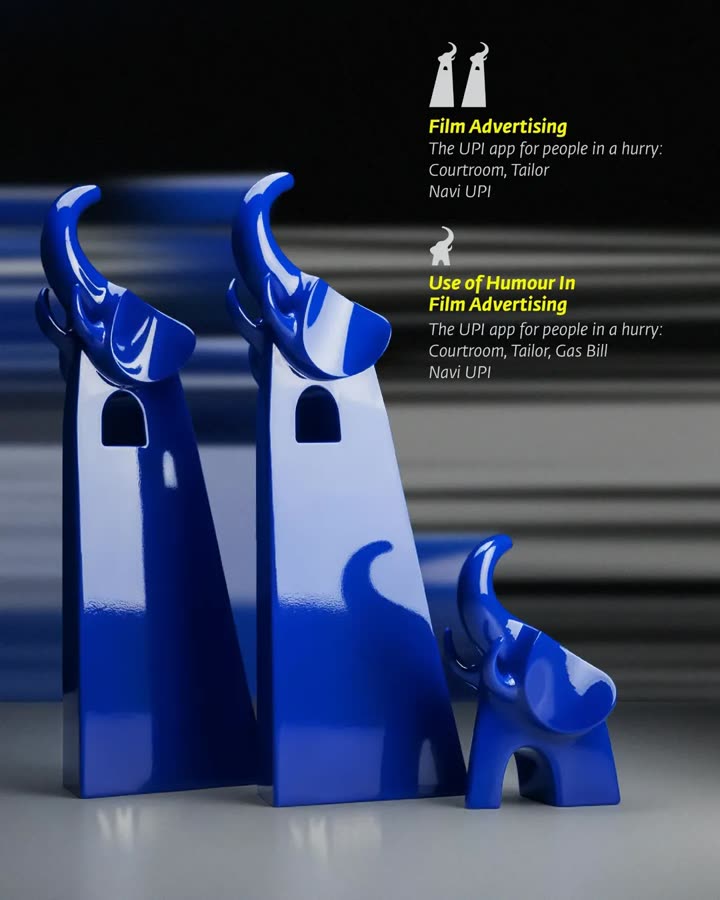 Film Advertising
The UPI app for people in a hurry:
Courtroom, Tailor
Navi UPI
Use of Humour In
Film Advertising
The UPI app for people in a hurry:
Courtroom, Tailor, Gas Bill
Navi UPI